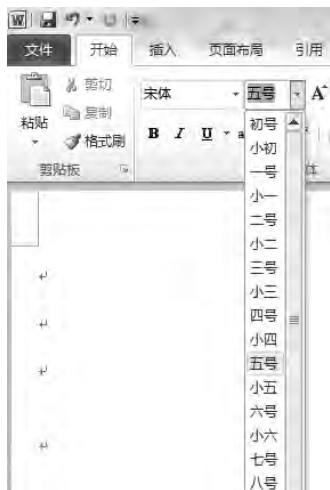 文件 开始 插入 页面布局 引用
剪切
宋体 五号 A
复制
粘贴
B I U a
格式刷
剪贴板 体
初号
小初
一号
小一
二号
小二
三号
小三
四号
小四
五号
小五
六号
小六
七号
八号